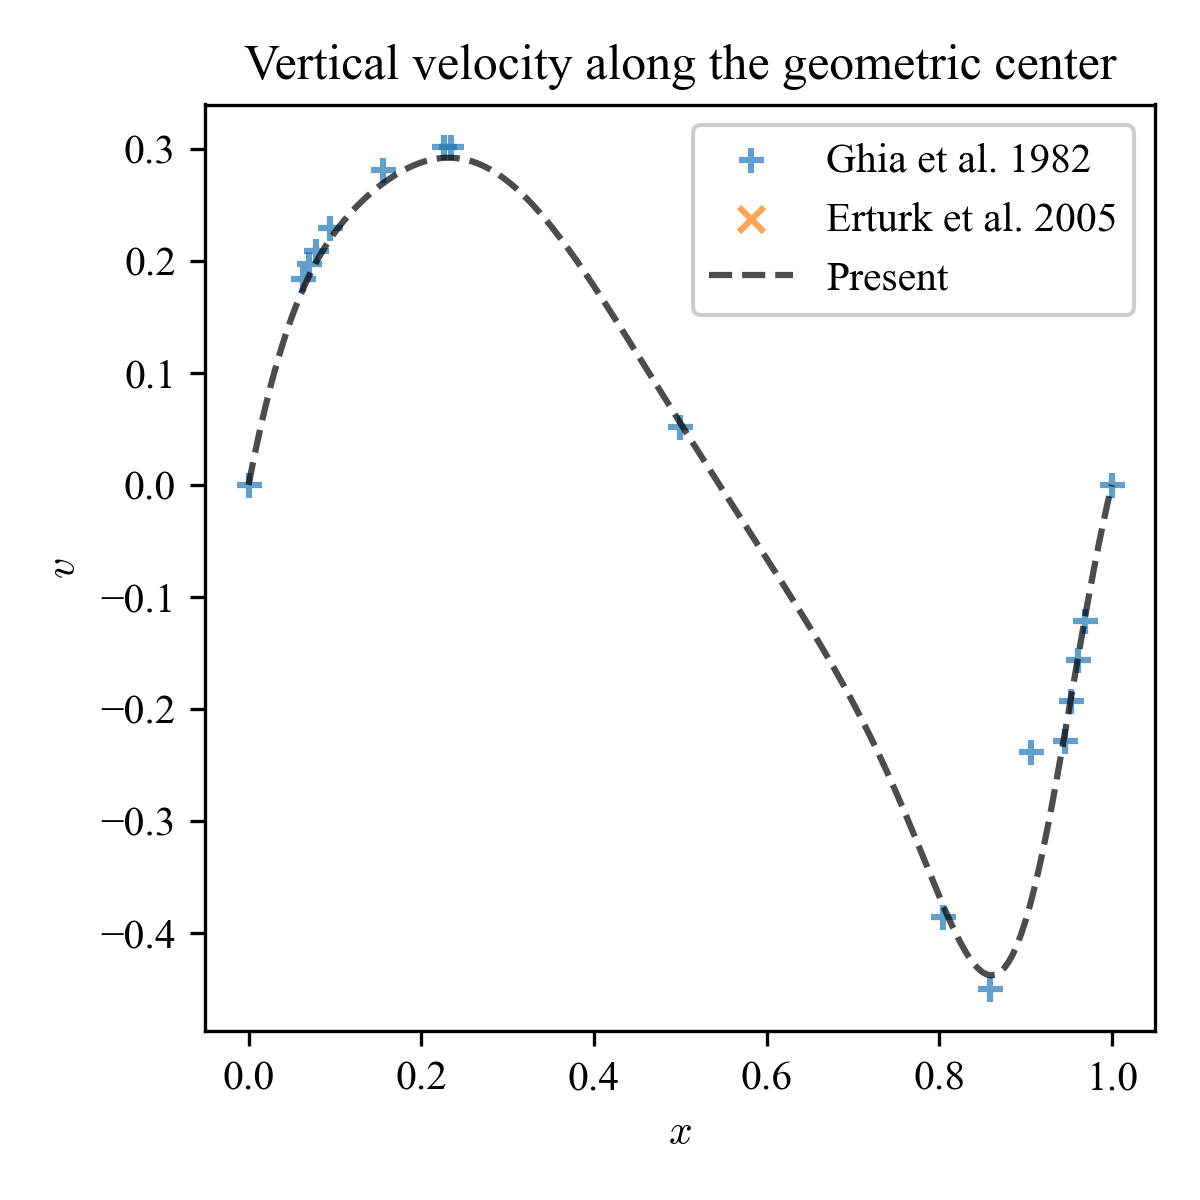 Vertical velocity along the geometric center
Ghia et al. 1982
Erturk et al. 2005
Present
0.3
0.2
0.1
0.0
−0.1
−0.2
−0.3
−0.4
v
0.0 0.2 0.4 0.6 0.8 1.0
x